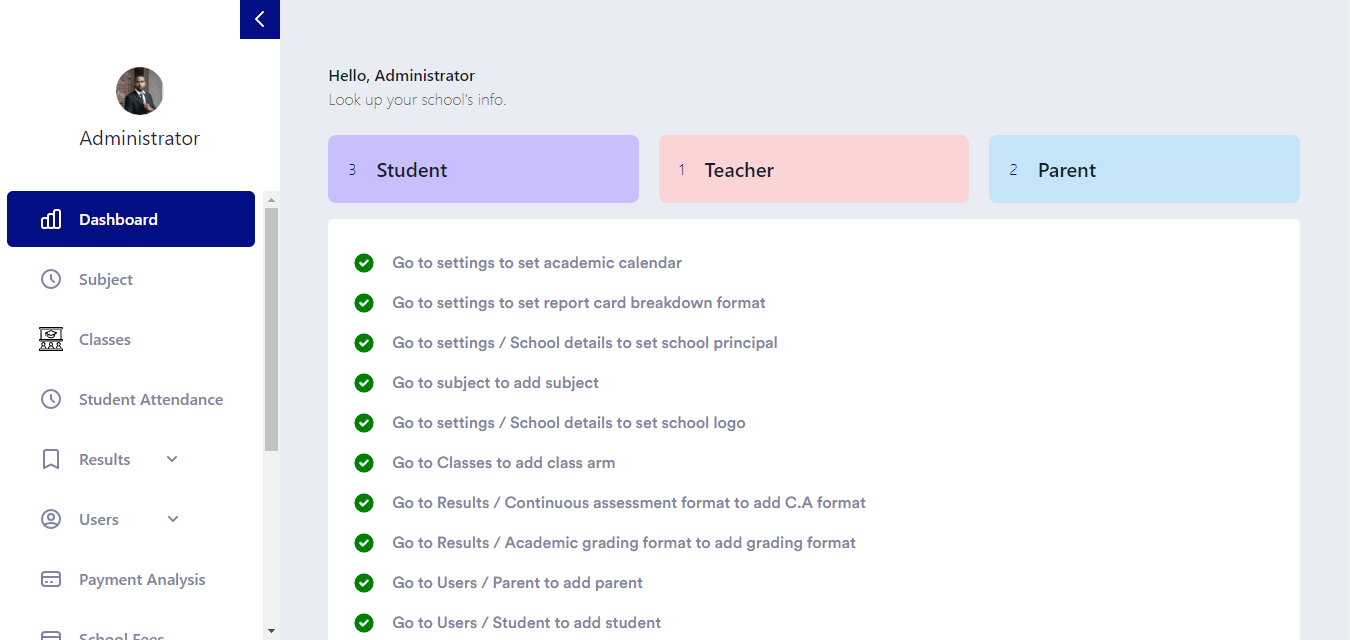 Administrator
Dashboard
Subject
Classes
Student Attendance
Results
Users
Payment Analysis
School Fees
Hello, Administrator
Look up your school's info.
3 Student
1 Teacher
2 Parent
Go to settings to set academic calendar
Go to settings to set report card breakdown format
Go to settings / School details to set school principal
Go to subject to add subject
Go to settings / School details to set school logo
Go to Classes to add class arm
Go to Results / Continuous assessment format to add C.A format
Go to Results / Academic grading format to add grading format
Go to Users / Parent to add parent
Go to Users / Student to add student